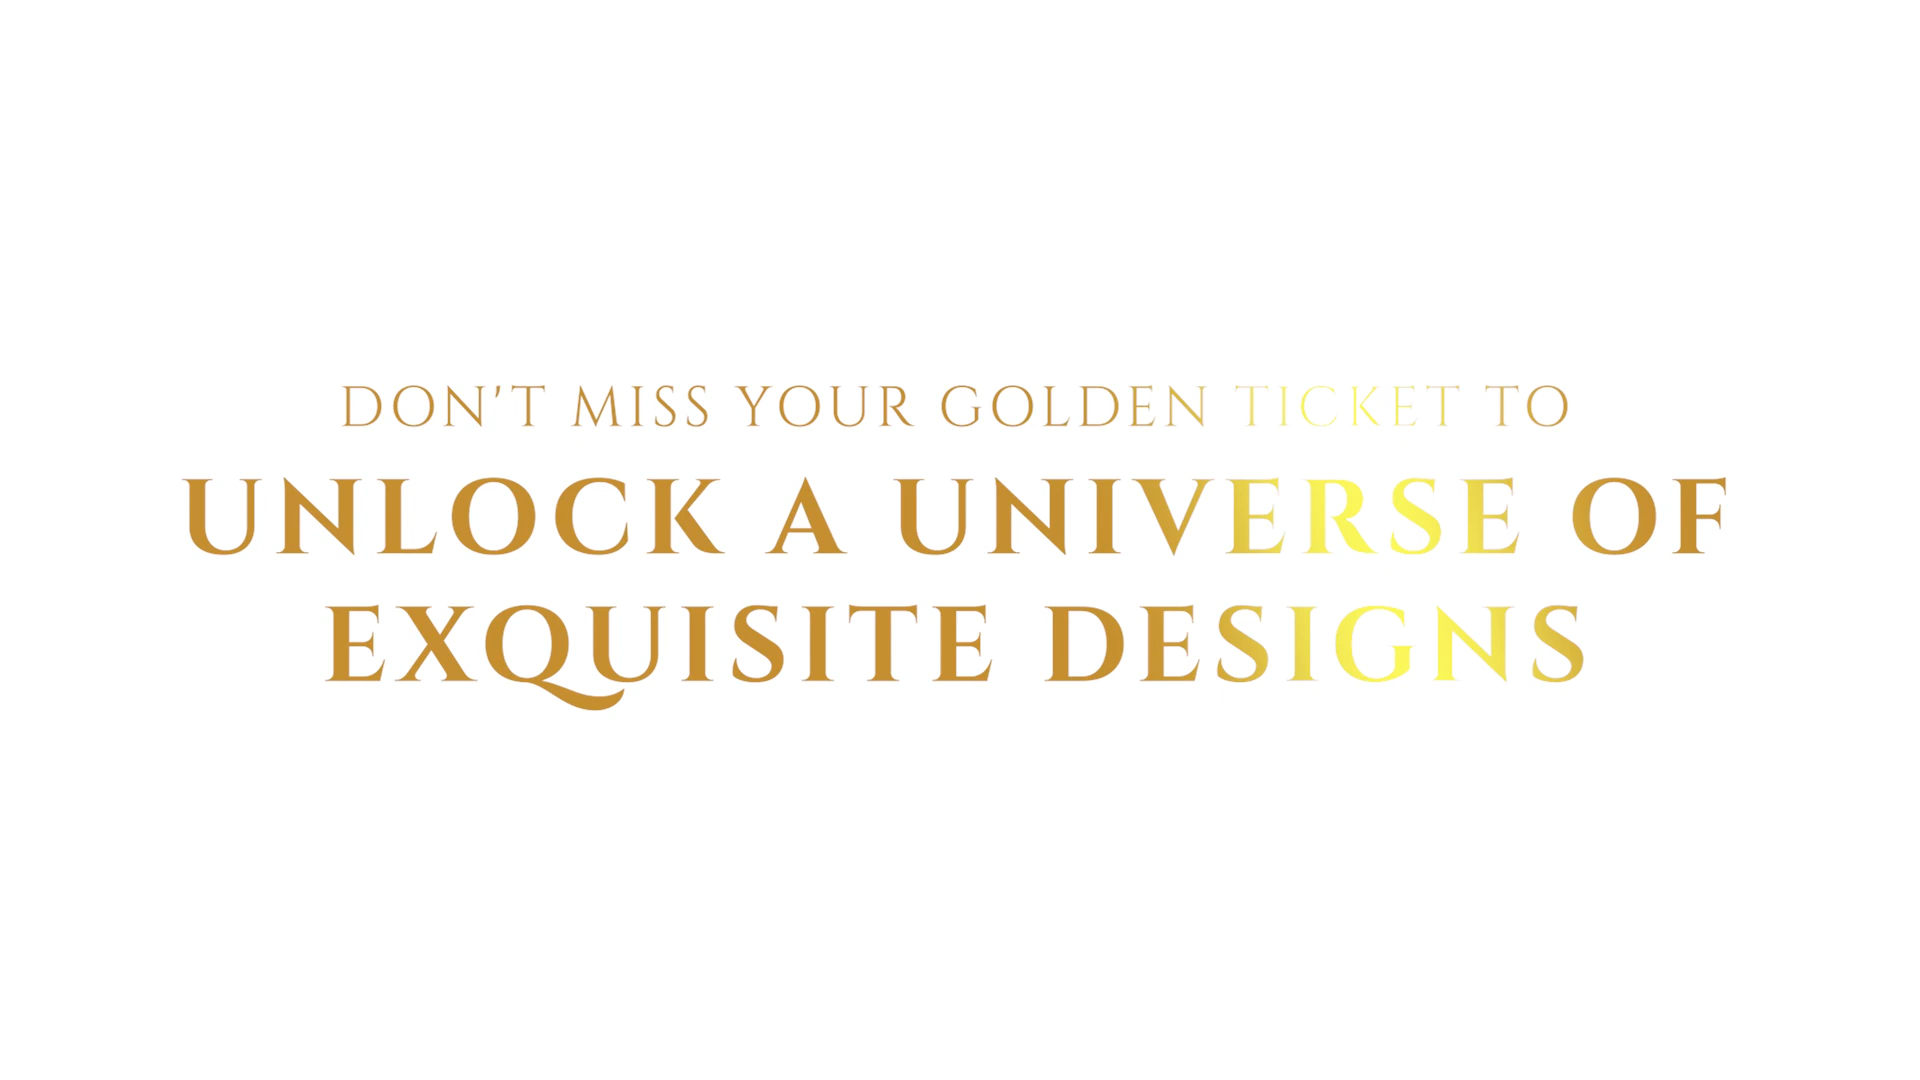 DON'T MISS YOUR GOLDEN TICKET TO
UNLOCK A UNIVERSE OF
EXQUISITE DESIGNS